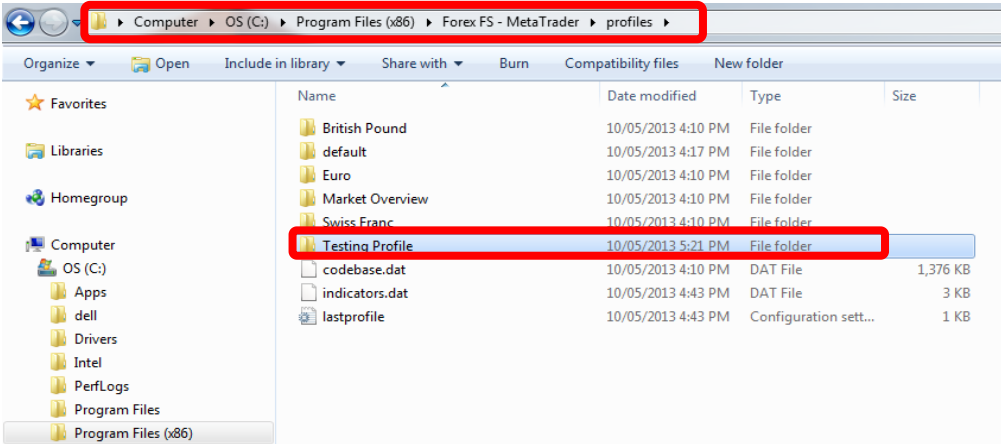 Computer OS (C:) Program Files (x86) Forex FS - MetaTrader profiles
Organize Open Include in library Share with Burn Compatibility files New folder
Favorites
Libraries
Homegroup
Computer
OS (C:)
Apps
dell
Drivers
Intel
PerfLogs
Program Files
Program Files (x86)
Name Date modified Type Size
British Pound 10/05/2013 4:10 PM File folder
default 10/05/2013 4:17 PM File folder
Euro 10/05/2013 4:10 PM File folder
Market Overview 10/05/2013 4:10 PM File folder
Swiss Franc 10/05/2013 4:10 PM File folder
Testing Profile 10/05/2013 5:21 PM File folder
codebase.dat 10/05/2013 4:10 PM DAT File 1,376 KB
indicators.dat 10/05/2013 4:43 PM DAT File 3 KB
lastprofile 10/05/2013 4:43 PM Configuration sett... 1 KB